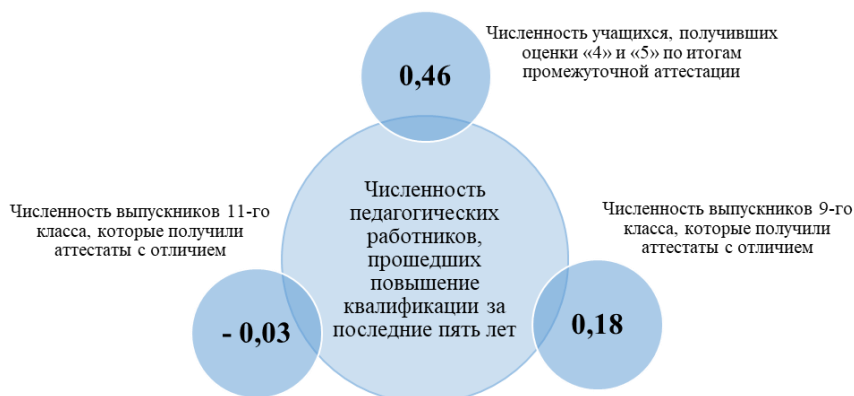 Численность учащихся, получивших
оценки «4» и «5» по итогам
промежуточной аттестации
0,46
Численность
педагогических
работников,
прошедших
повышение
квалификации за
последние пять лет
Численность выпускников 11-го
класса, которые получили
аттестаты с отличием
- 0,03
Численность выпускников 9-го
класса, которые получили
аттестаты с отличием
0,18